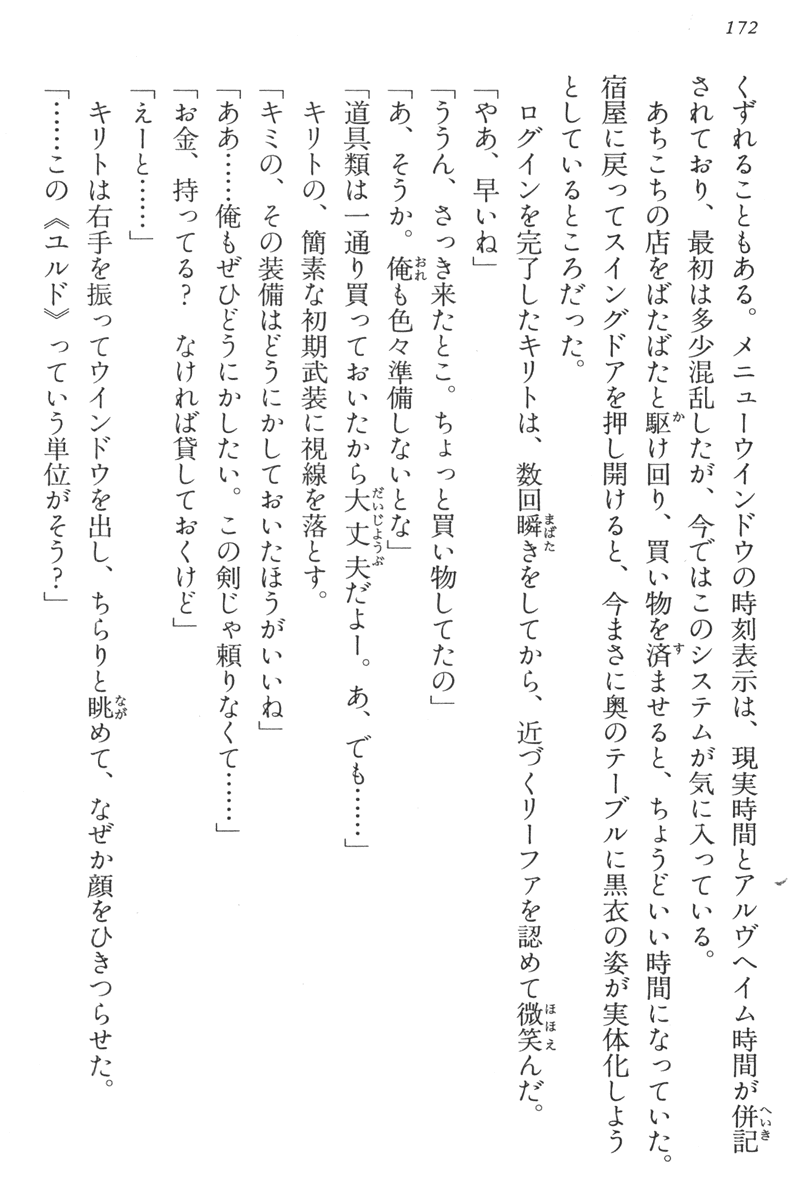 172
くずれることもある。メニューウインドウの時刻表示は、現実時間とアルヴヘイム時間が併記
されており、最初は多少混乱したが、今ではこのシステムが気に入っている。
　あちこちの店をばたばたと駆け回り、買い物を済ませると、ちょうどいい時間になっていた。
宿屋に戻ってスイングドアを押し開けると、今まさに奥のテーブルに黒衣の姿が実体化しよう
としているところだった。
　ログインを完了したキリトは、数回瞬きをしてから、近づくリーファを認めて微笑んだ。
「やあ、早いね」
「ううん、さっき来たとこ。ちょっと買い物してたの」
「あ、そうか。俺も色々準備しないとな」
「道具類は一通り買っておいたから大丈夫だよー。あ、でも……」
　キリトの、簡素な初期武装に視線を落とす。
「キミの、その装備はどうにかしておいたほうがいいね」
「ああ……俺もぜひどうにかしたい。この剣じゃ頼りなくて……」
「お金、持ってる？　なければ貸しておくけど」
「えーと……」
　キリトは右手を振ってウインドウを出し、ちらりと眺めて、なぜか顔をひきつらせた。
「……この《ユルド》っていう単位がそう？」